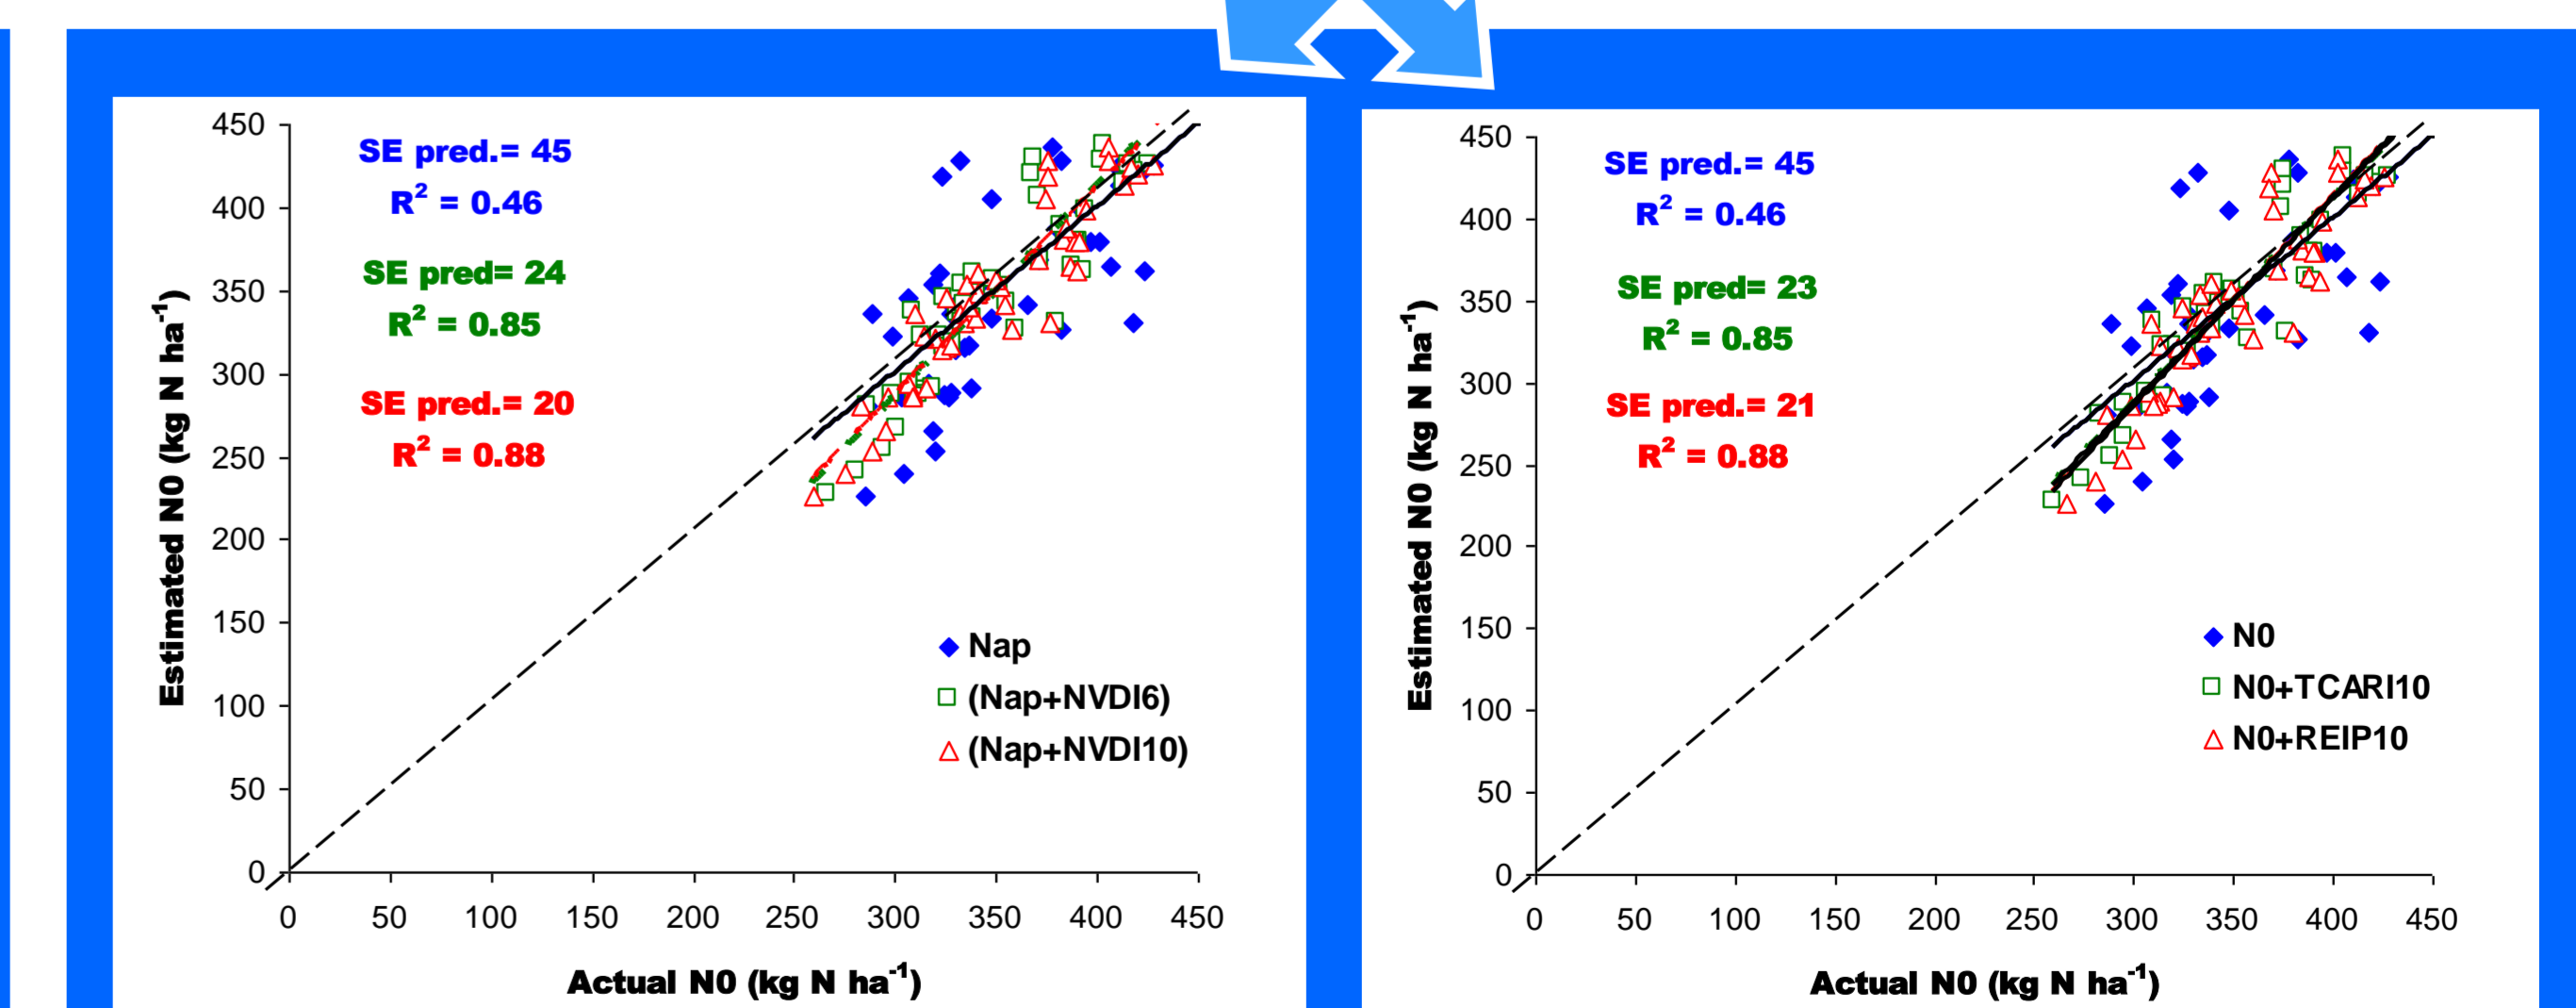 SE pred.= 45
R² = 0.46
SE pred= 24
R² = 0.85
SE pred.= 20
R² = 0.88
Estimated N0 (kg N ha⁻¹)
450
400
350
300
250
200
150
100
50
0
Nap
(Nap+NVDI6)
(Nap+NVDI10)
0 50 100 150 200 250 300 350 400 450
Actual N0 (kg N ha⁻¹)
SE pred.= 45
R² = 0.46
SE pred= 23
R² = 0.85
SE pred.= 21
R² = 0.88
Estimated N0 (kg N ha⁻¹)
450
400
350
300
250
200
150
100
50
0
N0
N0+TCARI10
N0+REIP10
0 50 100 150 200 250 300 350 400 450
Actual N0 (kg N ha⁻¹)